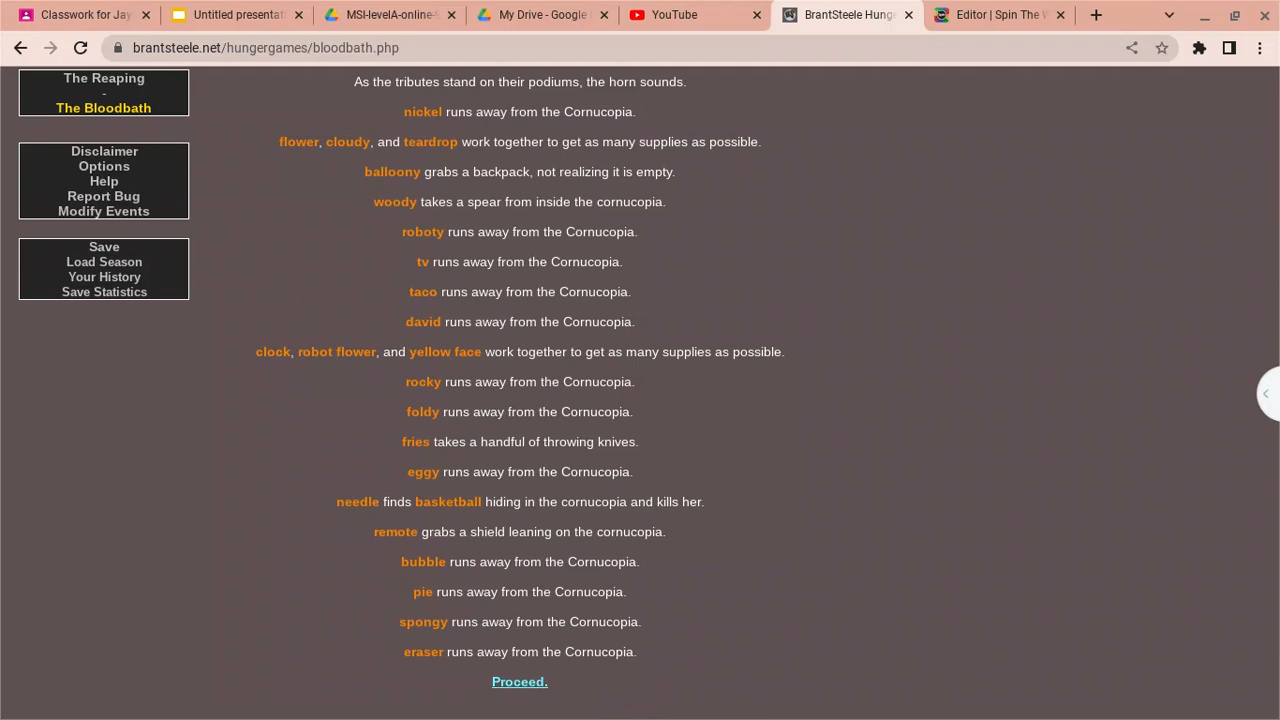 Classwork for Jay
Untitled presentat
MSI-levelA-online-
My Drive - Google
YouTube
BrantSteele Hunge
Editor | Spin The W
brantsteele.net/hungergames/bloodbath.php
The Reaping
-
The Bloodbath
Disclaimer
Options
Help
Report Bug
Modify Events
Save
Load Season
Your History
Save Statistics
As the tributes stand on their podiums, the horn sounds.
nickel runs away from the Cornucopia.
flower, cloudy, and teardrop work together to get as many supplies as possible.
balloony grabs a backpack, not realizing it is empty.
woody takes a spear from inside the cornucopia.
roboty runs away from the Cornucopia.
tv runs away from the Cornucopia.
taco runs away from the Cornucopia.
david runs away from the Cornucopia.
clock, robot flower, and yellow face work together to get as many supplies as possible.
rocky runs away from the Cornucopia.
foldy runs away from the Cornucopia.
fries takes a handful of throwing knives.
eggy runs away from the Cornucopia.
needle finds basketball hiding in the cornucopia and kills her.
remote grabs a shield leaning on the cornucopia.
bubble runs away from the Cornucopia.
pie runs away from the Cornucopia.
spongy runs away from the Cornucopia.
eraser runs away from the Cornucopia.
Proceed.